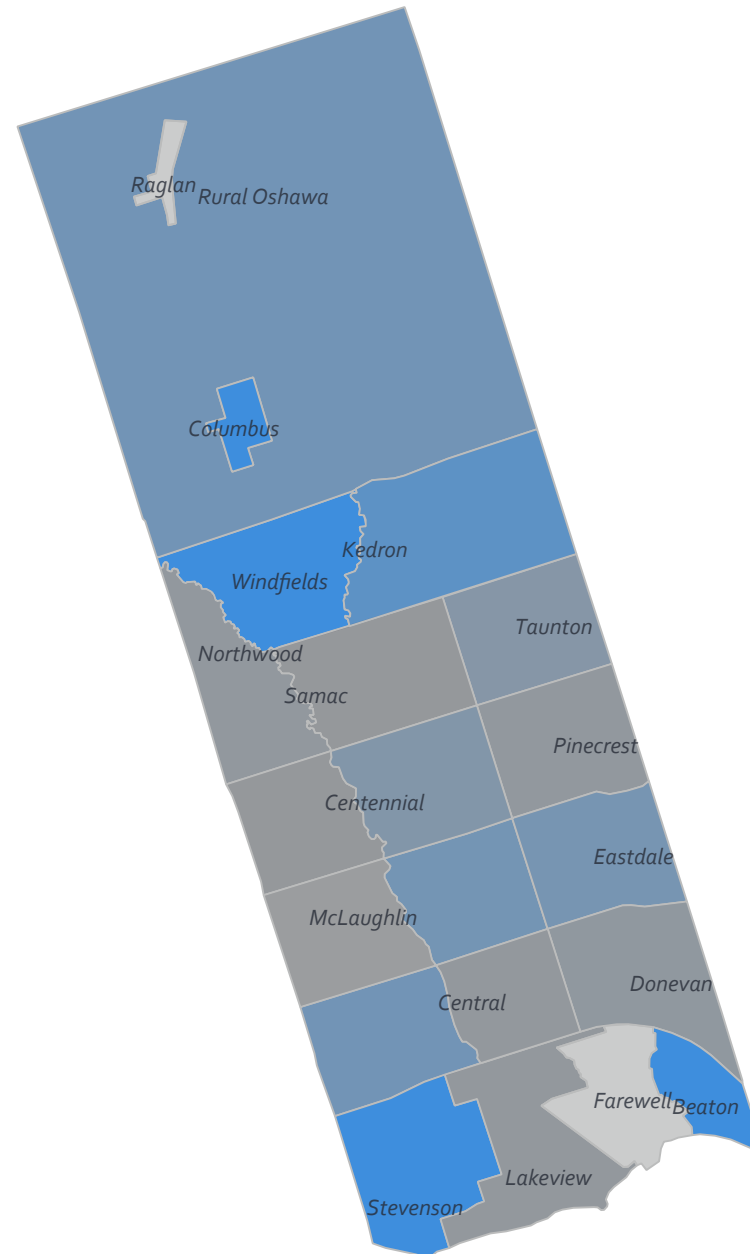 Raglan
Rural Oshawa
Columbus
Kedron
Windfields
Taunton
Northwood
Samac
Pinecrest
Centennial
Eastdale
McLaughlin
Donevan
Central
Farewell
Beaton
Lakeview
Stevenson